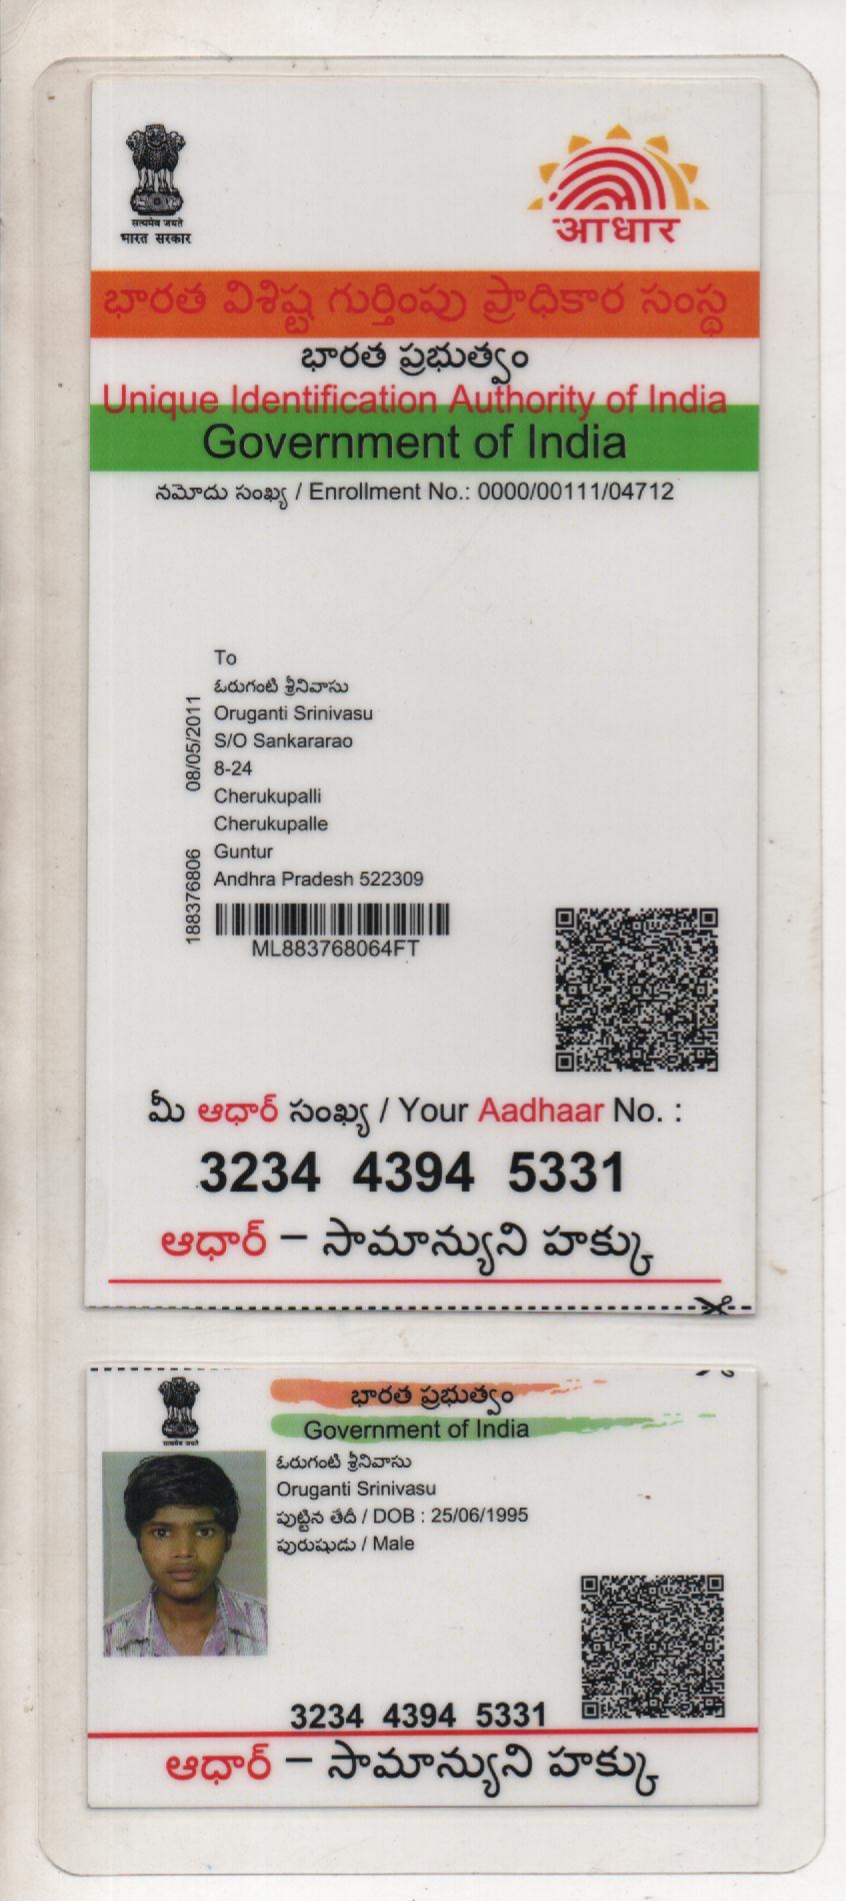 सत्यमेव जयते
भारत सरकार
आधार
భారత విశిష్ట గుర్తింపు ప్రాధికార సంస్థ
భారత ప్రభుత్వం
Unique Identification Authority of India
Government of India
నమోదు సంఖ్య / Enrollment No.: 0000/00111/04712
To
ఓరుగంటి శ్రీనివాసు
Oruganti Srinivasu
S/O Sankararao
8-24
Cherukupalli
Cherukupalle
Guntur
Andhra Pradesh 522309
08/05/2011
188376806
ML883768064FT
మీ ఆధార్ సంఖ్య / Your Aadhaar No. :
3234 4394 5331
ఆధార్ – సామాన్యుని హక్కు
భారత ప్రభుత్వం
Government of India
सत्यमेव जयते
ఓరుగంటి శ్రీనివాసు
Oruganti Srinivasu
పుట్టిన తేదీ / DOB : 25/06/1995
పురుషుడు / Male
3234 4394 5331
ఆధార్ – సామాన్యుని హక్కు